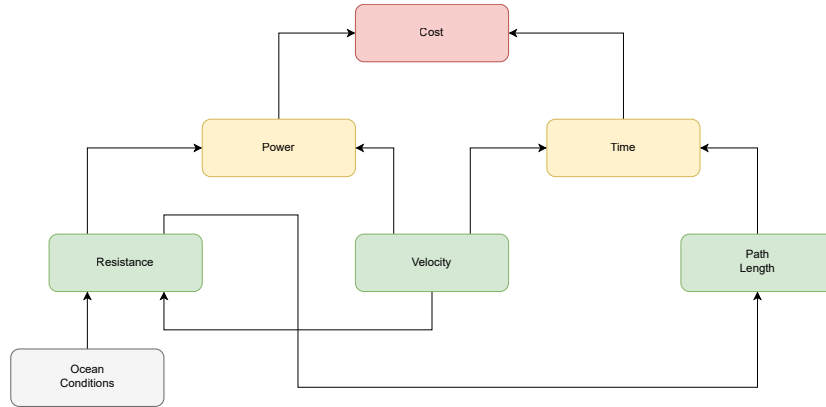 Cost
Power
Time
Resistance
Velocity
Path
Length
Ocean
Conditions